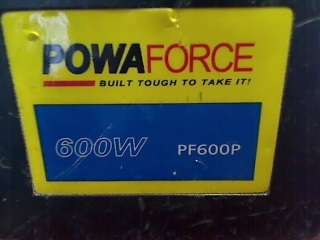 POWAFORCE
BUILT TOUGH TO TAKE IT!
600W PF600P